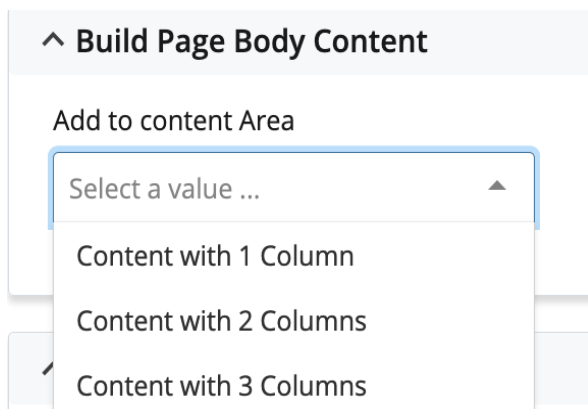 Build Page Body Content
Add to content Area
Select a value ...
Content with 1 Column
Content with 2 Columns
Content with 3 Columns